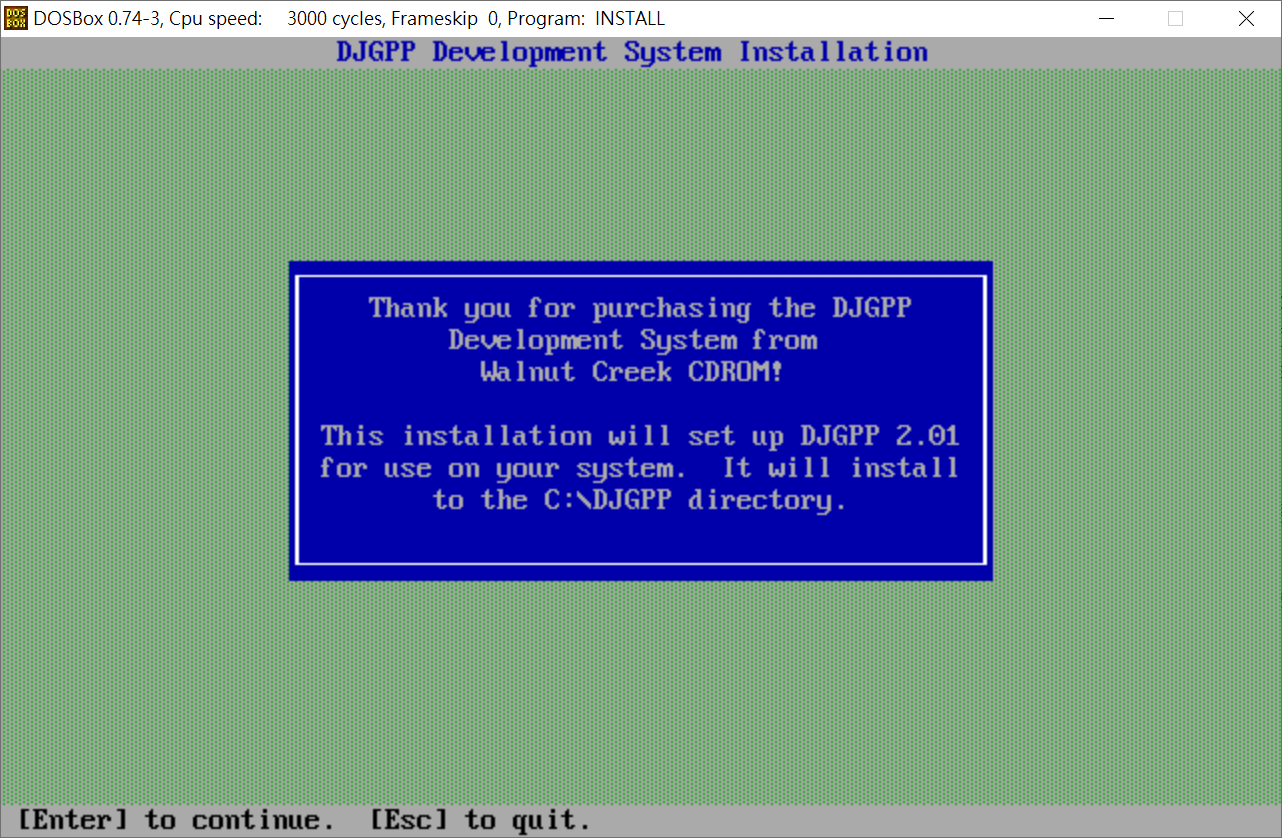 DOSBox 0.74-3, Cpu speed: 3000 cycles, Frameskip 0, Program: INSTALL
DJGPP Development System Installation
Thank you for purchasing the DJGPP
Development System from
Walnut Creek CDROM!
This installation will set up DJGPP 2.01
for use on your system. It will install
to the C:\DJGPP directory.
[Enter] to continue. [Esc] to quit.